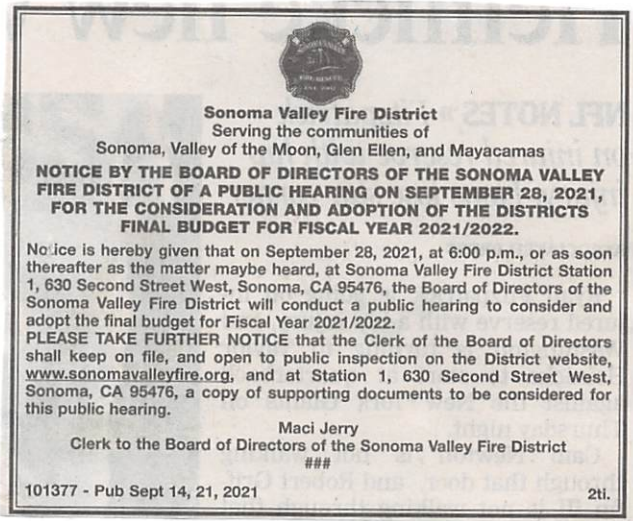 NFL NOTES
SONOMA VALLEY
FIRE RESCUE
Sonoma Valley Fire District
Serving the communities of
Sonoma, Valley of the Moon, Glen Ellen, and Mayacamas
NOTICE BY THE BOARD OF DIRECTORS OF THE SONOMA VALLEY
FIRE DISTRICT OF A PUBLIC HEARING ON SEPTEMBER 28, 2021,
FOR THE CONSIDERATION AND ADOPTION OF THE DISTRICTS
FINAL BUDGET FOR FISCAL YEAR 2021/2022.
Notice is hereby given that on September 28, 2021, at 6:00 p.m., or as soon
thereafter as the matter maybe heard, at Sonoma Valley Fire District Station
1, 630 Second Street West, Sonoma, CA 95476, the Board of Directors of the
Sonoma Valley Fire District will conduct a public hearing to consider and
adopt the final budget for Fiscal Year 2021/2022.
PLEASE TAKE FURTHER NOTICE that the Clerk of the Board of Directors
shall keep on file, and open to public inspection on the District website,
www.sonomavalleyfire.org, and at Station 1, 630 Second Street West,
Sonoma, CA 95476, a copy of supporting documents to be considered for
this public hearing.
Maci Jerry
Clerk to the Board of Directors of the Sonoma Valley Fire District
###
101377 - Pub Sept 14, 21, 2021 2ti.